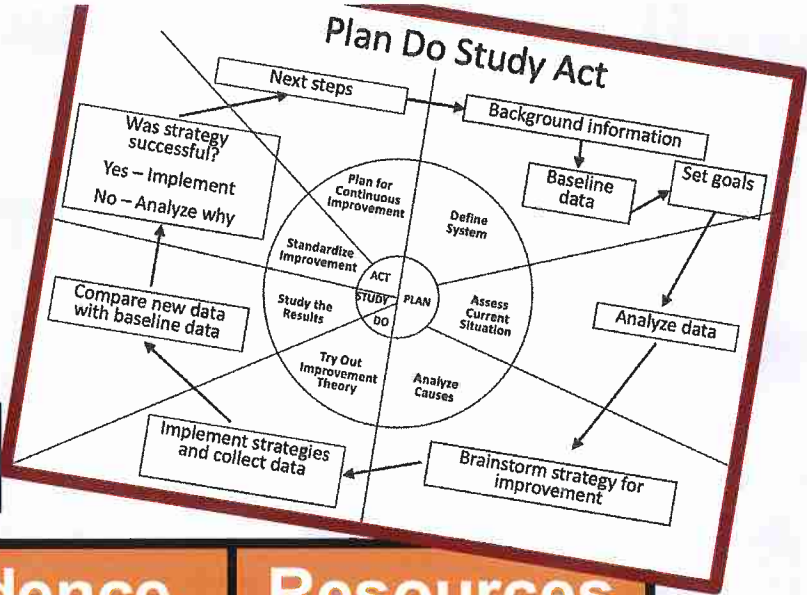 Plan Do Study Act
Next steps
Background information
Baseline
data
Set goals
Analyze data
Brainstorm strategy for
improvement
Implement strategies
and collect data
Compare new data
with baseline data
Was strategy
successful?
Yes – Implement
No – Analyze why
Plan for
Continuous
Improvement
Define
System
Assess
Current
Situation
Analyze
Causes
Try Out
Improvement
Theory
Study the
Results
Standardize
Improvement
ACT
PLAN
STUDY
DO
Resources